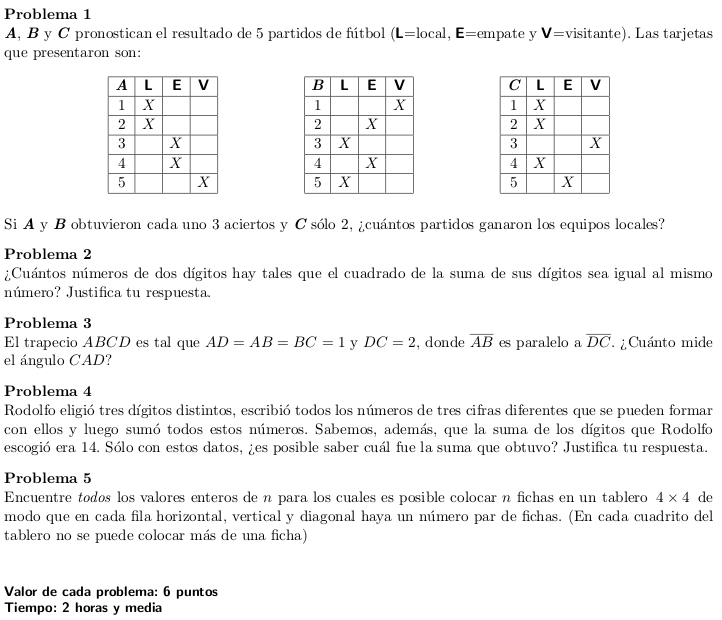 Problema 1
A, B y C pronostican el resultado de 5 partidos de fútbol (L=local, E=empate y V=visitante). Las tarjetas
que presentaron son:
A L E V B L E V C L E V
1 X 1 X 1 X
2 X 2 X 2 X
3 X 3 X 3 X
4 X 4 X 4 X
5 X 5 X 5 X
Si A y B obtuvieron cada uno 3 aciertos y C sólo 2, ¿cuántos partidos ganaron los equipos locales?
Problema 2
¿Cuántos números de dos dígitos hay tales que el cuadrado de la suma de sus dígitos sea igual al mismo
número? Justifica tu respuesta.
Problema 3
El trapecio ABCD es tal que AD = AB = BC = 1 y DC = 2, donde AB es paralelo a DC. ¿Cuánto mide
el ángulo CAD?
Problema 4
Rodolfo eligió tres dígitos distintos, escribió todos los números de tres cifras diferentes que se pueden formar
con ellos y luego sumó todos estos números. Sabemos, además, que la suma de los dígitos que Rodolfo
escogió era 14. Sólo con estos datos, ¿es posible saber cuál fue la suma que obtuvo? Justifica tu respuesta.
Problema 5
Encuentre todos los valores enteros de n para los cuales es posible colocar n fichas en un tablero 4 × 4 de
modo que en cada fila horizontal, vertical y diagonal haya un número par de fichas. (En cada cuadrito del
tablero no se puede colocar más de una ficha)
Valor de cada problema: 6 puntos
Tiempo: 2 horas y media